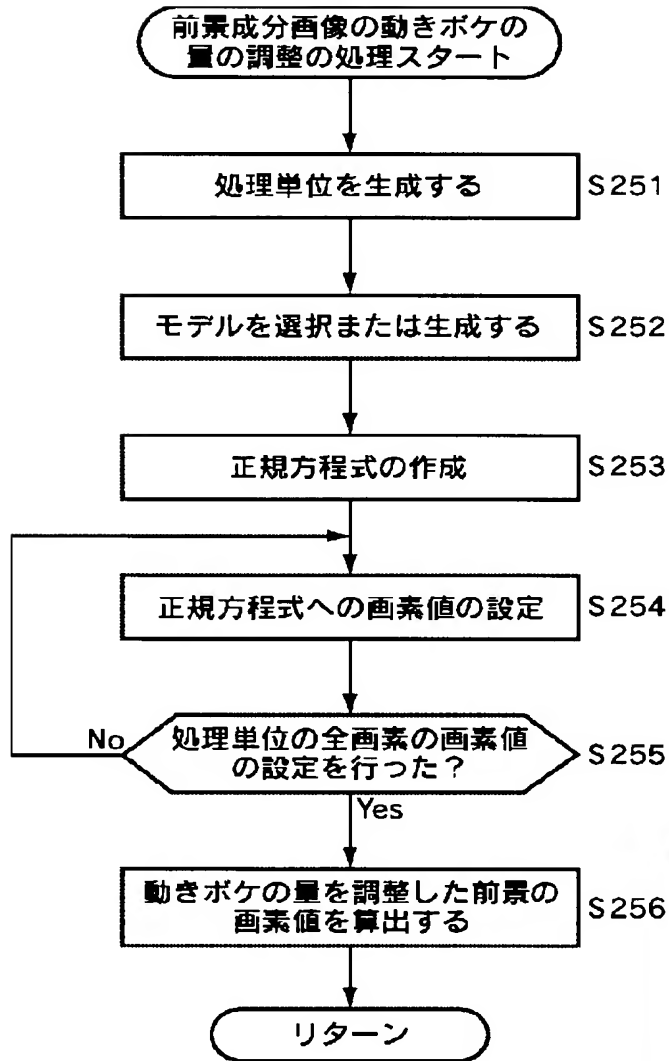 前景成分画像の動きボケの
量の調整の処理スタート
処理単位を生成する
S251
モデルを選択または生成する
S252
正規方程式の作成
S253
正規方程式への画素値の設定
S254
処理単位の全画素の画素値
の設定を行った？
S255
No
Yes
動きボケの量を調整した前景の
画素値を算出する
S256
リターン